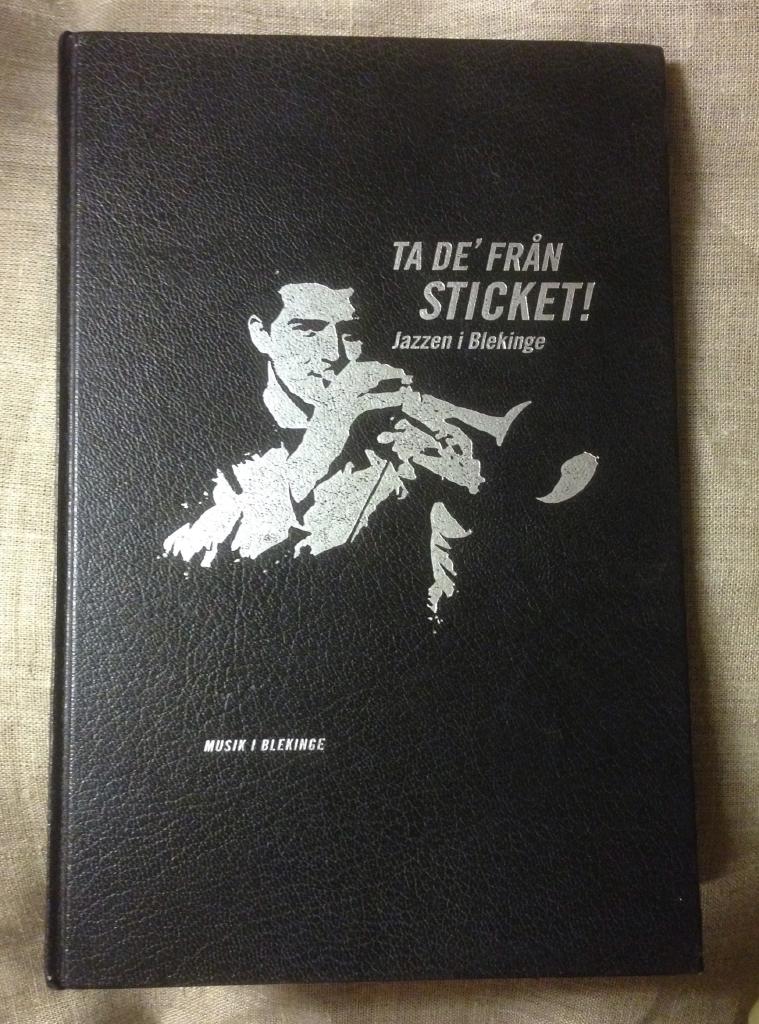 TA DE' FRÅN
STICKET!
Jazzen i Blekinge
MUSIK I BLEKINGE